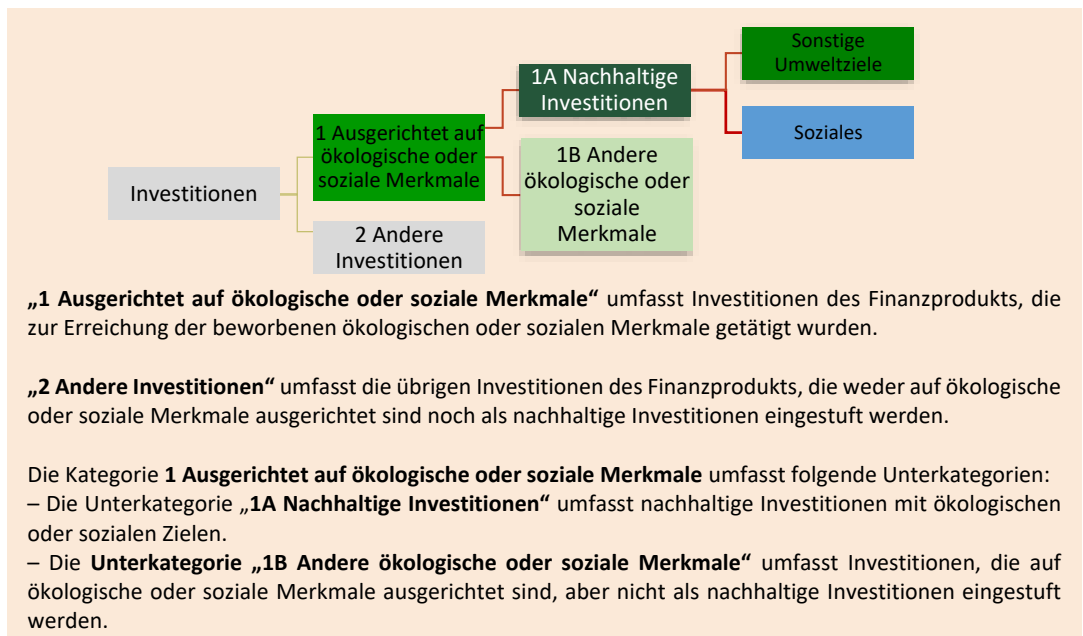 Sonstige
Umweltziele
1A Nachhaltige
Investitionen
Soziales
1 Ausgerichtet auf
ökologische oder
soziale Merkmale
1B Andere
ökologische oder
soziale
Merkmale
Investitionen
2 Andere
Investitionen
„1 Ausgerichtet auf ökologische oder soziale Merkmale“ umfasst Investitionen des Finanzprodukts, die
zur Erreichung der beworbenen ökologischen oder sozialen Merkmale getätigt wurden.
„2 Andere Investitionen“ umfasst die übrigen Investitionen des Finanzprodukts, die weder auf ökologische
oder soziale Merkmale ausgerichtet sind noch als nachhaltige Investitionen eingestuft werden.
Die Kategorie 1 Ausgerichtet auf ökologische oder soziale Merkmale umfasst folgende Unterkategorien:
– Die Unterkategorie „1A Nachhaltige Investitionen“ umfasst nachhaltige Investitionen mit ökologischen
oder sozialen Zielen.
– Die Unterkategorie „1B Andere ökologische oder soziale Merkmale“ umfasst Investitionen, die auf
ökologische oder soziale Merkmale ausgerichtet sind, aber nicht als nachhaltige Investitionen eingestuft
werden.